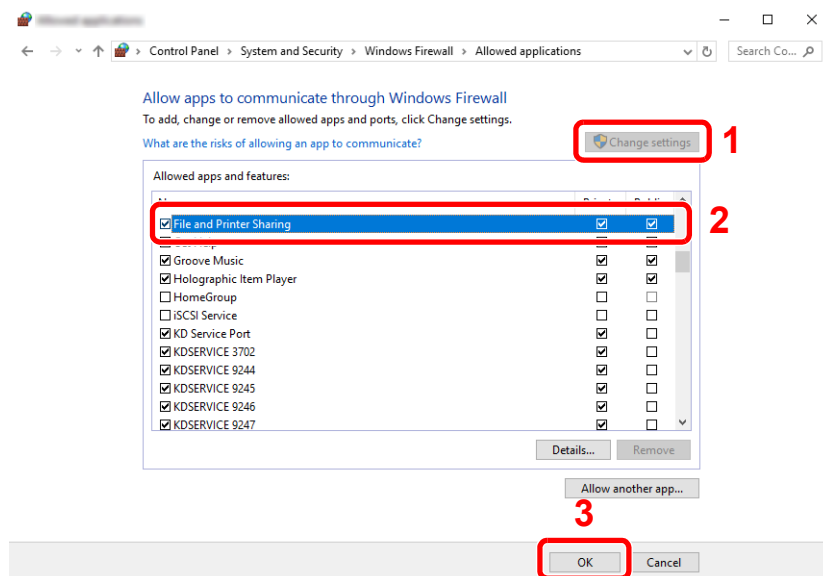 Control Panel > System and Security > Windows Firewall > Allowed applications
Search Co...
Allow apps to communicate through Windows Firewall
To add, change or remove allowed apps and ports, click Change settings.
What are the risks of allowing an app to communicate?
Change settings
1
Allowed apps and features:
File and Printer Sharing
2
Groove Music
Holographic Item Player
HomeGroup
iSCSI Service
KD Service Port
KDSERVICE 3702
KDSERVICE 9244
KDSERVICE 9245
KDSERVICE 9246
KDSERVICE 9247
Details...
Remove
Allow another app...
3
OK
Cancel